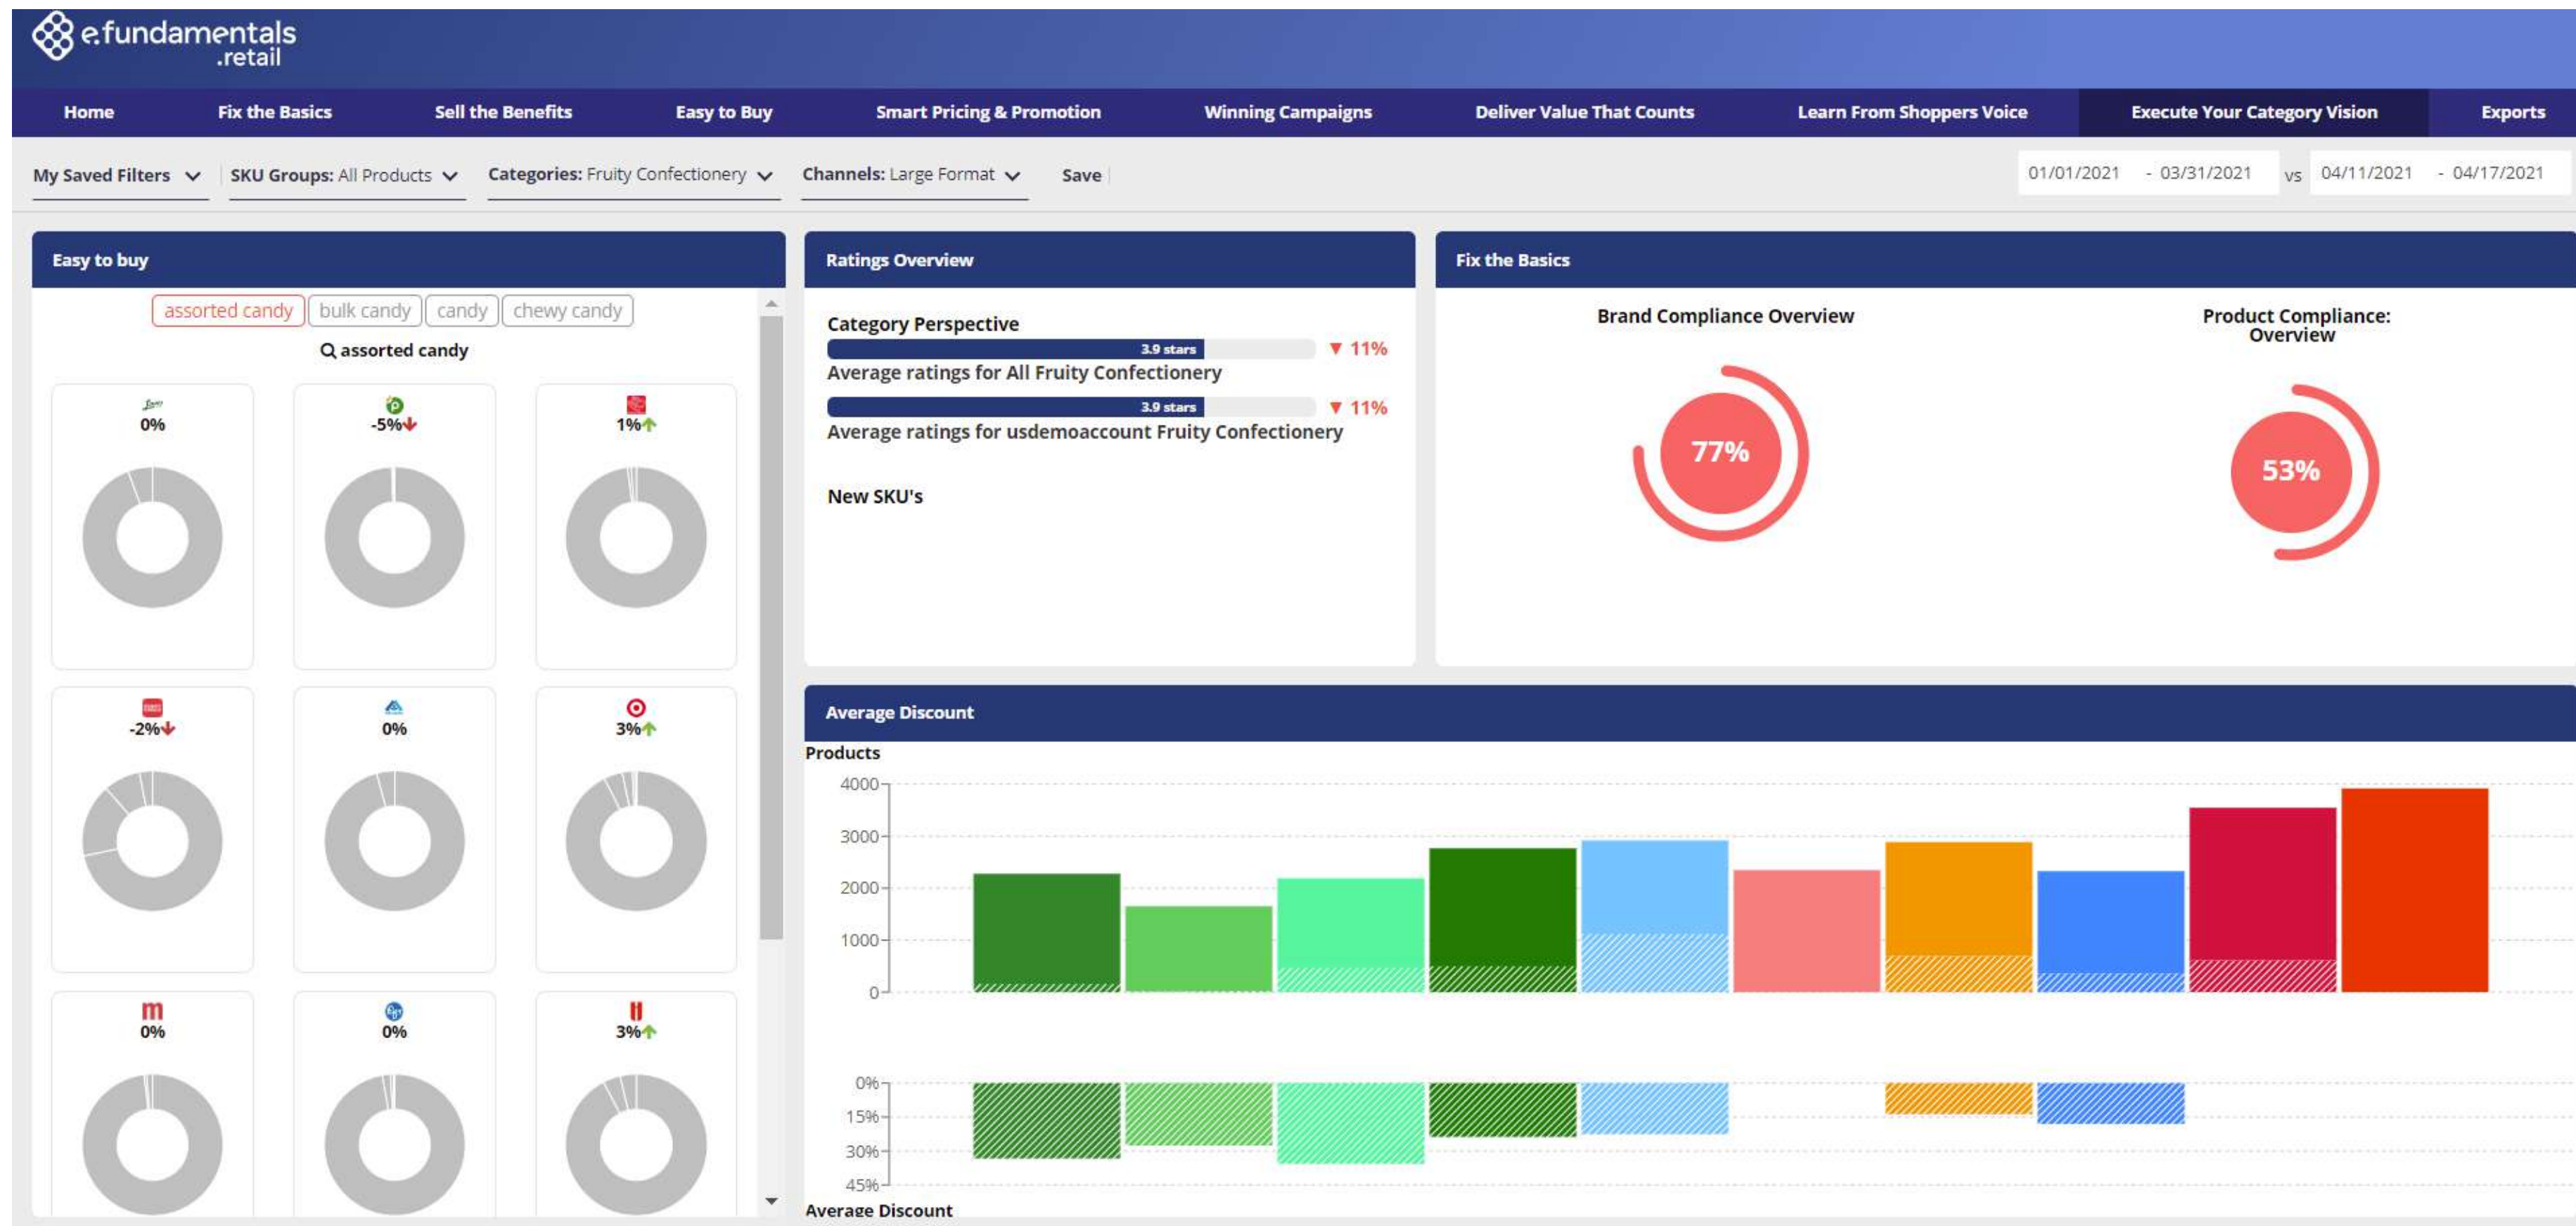 e.fundamentals
.retail
Home Fix the Basics Sell the Benefits Easy to Buy Smart Pricing & Promotion Winning Campaigns Deliver Value That Counts Learn From Shoppers Voice Execute Your Category Vision Exports
My Saved Filters SKU Groups: All Products Categories: Fruity Confectionery Channels: Large Format Save 01/01/2021 - 03/31/2021 vs 04/11/2021 - 04/17/2021
Easy to buy
assorted candy bulk candy candy chewy candy
assorted candy
0% -5% 1%
-2% 0% 3%
0% 0% 3%
Ratings Overview
Category Perspective
3.9 stars 11%
Average ratings for All Fruity Confectionery
3.9 stars 11%
Average ratings for usdemoaccount Fruity Confectionery
New SKU's
Fix the Basics
Brand Compliance Overview
77%
Product Compliance:
Overview
53%
Average Discount
Products
4000
3000
2000
1000
0
0%
15%
30%
45%
Average Discount